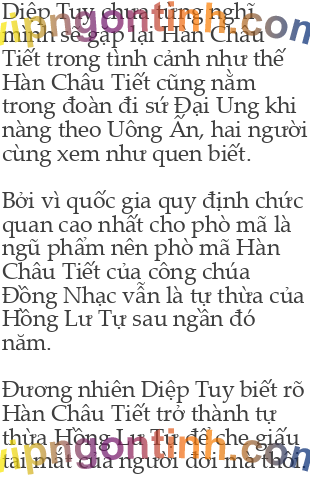 Diệp Tuy chưa từng nghĩ
mình sẽ gặp lại Hàn Châu
Tiết trong tình cảnh như thế
Hàn Châu Tiết cũng nằm
trong đoàn đi sứ Đại Ung khi
nàng theo Uông Ấn, hai người
cùng xem như quen biết.
Bởi vì quốc gia quy định chức
quan cao nhất cho phò mã là
ngũ phẩm nên phò mã Hàn
Châu Tiết của công chúa
Đồng Nhạc vẫn là tự thừa của
Hồng Lư Tự sau ngần đó
năm.
Đương nhiên Diệp Tuy biết rõ
Hàn Châu Tiết trở thành tự
thừa Hồng Lư Tự để che giấu
tai mắt của người đời mà thôi.
vipngontinh.com
vipngontinh.com